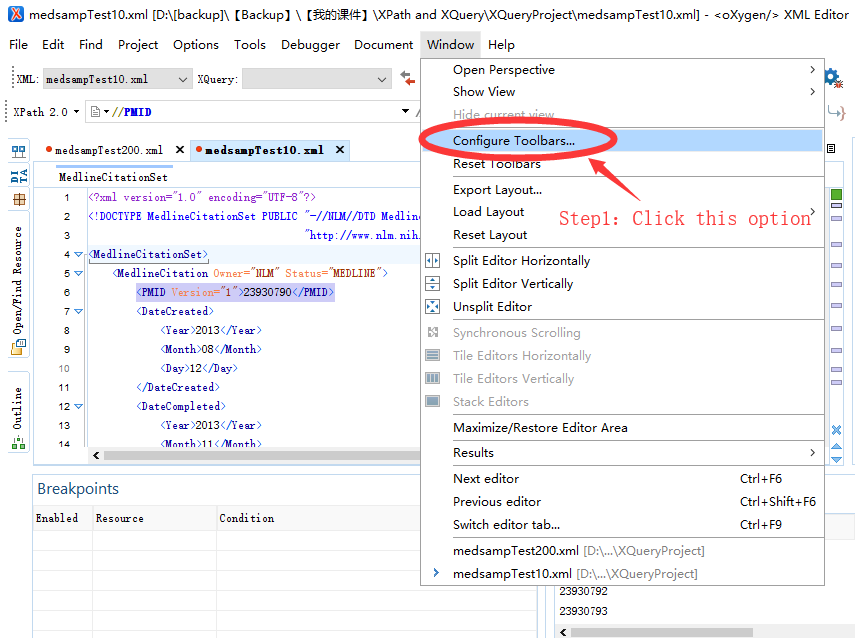 medsampTest10.xml [D:\[backup]\【Backup】\【我的课件】\XPath and XQuery\XQueryProject\medsampTest10.xml] - <oXygen/> XML Editor
File Edit Find Project Options Tools Debugger Document Window Help
XML: medsampTest10.xml XQuery:
XPath 2.0 //PMID
medsampTest200.xml medsampTest10.xml
MedlineCitationSet
1 <?xml version="1.0" encoding="UTF-8"?>
2 <!DOCTYPE MedlineCitationSet PUBLIC "-//NLM//DTD Medlin
3 "http://www.nlm.nih.
4 <MedlineCitationSet>
5 <MedlineCitation Owner="NLM" Status="MEDLINE">
6 <PMID Version="1">23930790</PMID>
7 <DateCreated>
8 <Year>2013</Year>
9 <Month>08</Month>
10 <Day>12</Day>
11 </DateCreated>
12 <DateCompleted>
13 <Year>2013</Year>
14 <Month>11</Month>
Open/Find Resource
Outline
Breakpoints
Enabled Resource Condition
Open Perspective
Show View
Hide current view
Configure Toolbars...
Reset Toolbars
Export Layout...
Load Layout
Reset Layout
Step1: Click this option
Split Editor Horizontally
Split Editor Vertically
Unsplit Editor
Synchronous Scrolling
Tile Editors Horizontally
Tile Editors Vertically
Stack Editors
Maximize/Restore Editor Area
Results
Next editor Ctrl+F6
Previous editor Ctrl+Shift+F6
Switch editor tab... Ctrl+F9
medsampTest200.xml [D:\...\XQueryProject]
medsampTest10.xml [D:\...\XQueryProject]
23930792
23930793